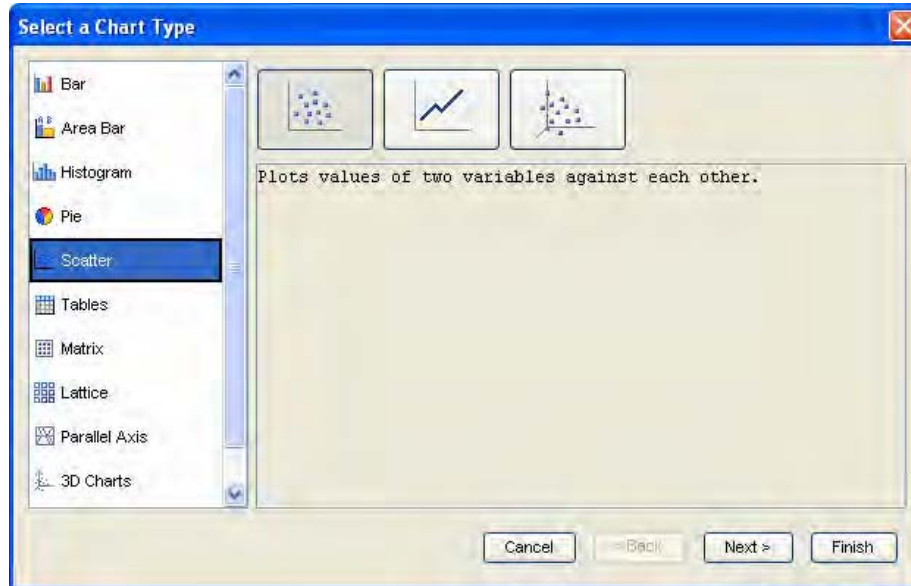 Select a Chart Type
Bar
Area Bar
Histogram
Pie
Scatter
Tables
Matrix
Lattice
Parallel Axis
3D Charts
Plots values of two variables against each other.
Cancel
< Back
Next >
Finish